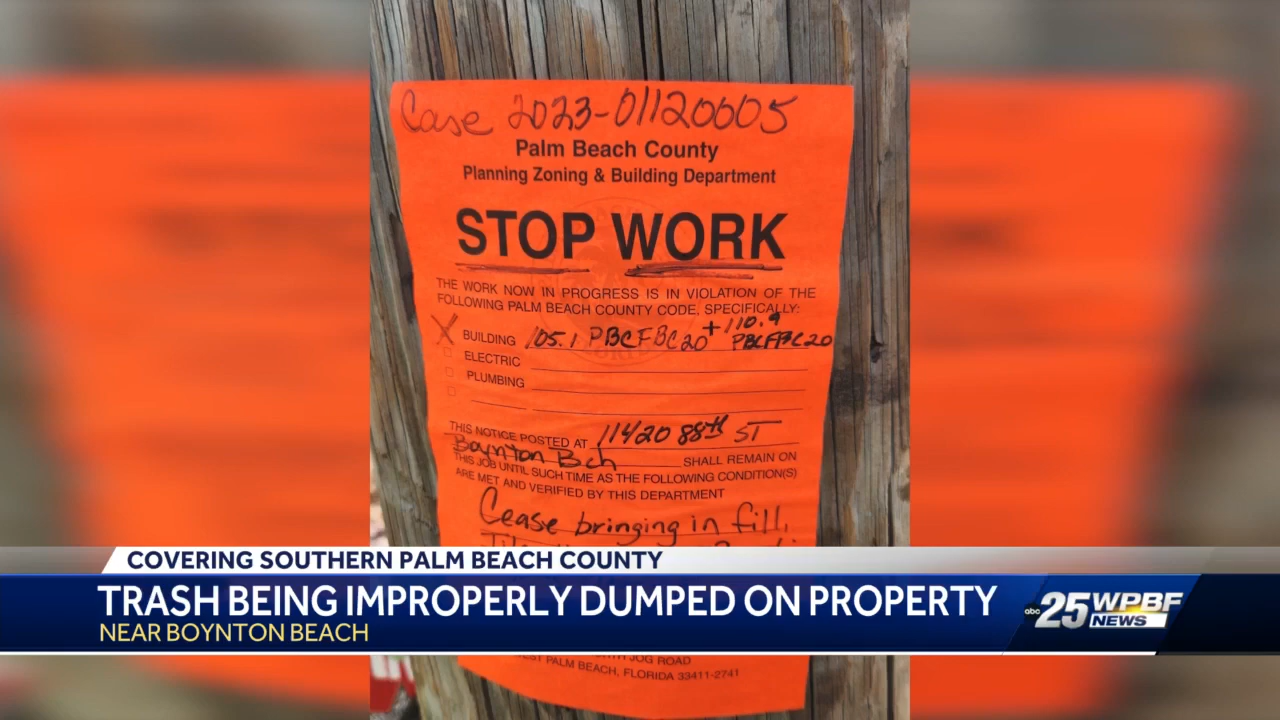 Case 2023-01120005
Palm Beach County
Planning Zoning & Building Department
STOP WORK
THE WORK NOW IN PROGRESS IS IN VIOLATION OF THE
FOLLOWING PALM BEACH COUNTY CODE, SPECIFICALLY:
X BUILDING 105.1 PBCFBC20 + 110.9
PBCFBC20
ELECTRIC
PLUMBING
THIS NOTICE POSTED AT 11420 88th ST
Boynton Bch SHALL REMAIN ON
THIS JOB UNTIL SUCH TIME AS THE FOLLOWING CONDITION(S)
ARE MET AND VERIFIED BY THIS DEPARTMENT
Cease bringing in fill.
COVERING SOUTHERN PALM BEACH COUNTY
TRASH BEING IMPROPERLY DUMPED ON PROPERTY
NEAR BOYNTON BEACH
abc 25 WPBF
NEWS
JOG ROAD
PALM BEACH, FLORIDA 33411-2741